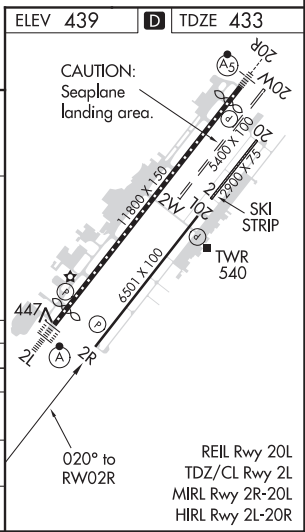 ELEV 439
D
TDZE 433
20R
A5
CAUTION:
Seaplane
landing area.
P
20W
5400 X 100
20
2900 X 75
11800 X 150
2W
2
20L
SKI
STRIP
P
TWR
540
6501 X 100
P
447
P
2L
A
2R
020° to
RW02R
REIL Rwy 20L
TDZ/CL Rwy 2L
MIRL Rwy 2R-20L
HIRL Rwy 2L-20R